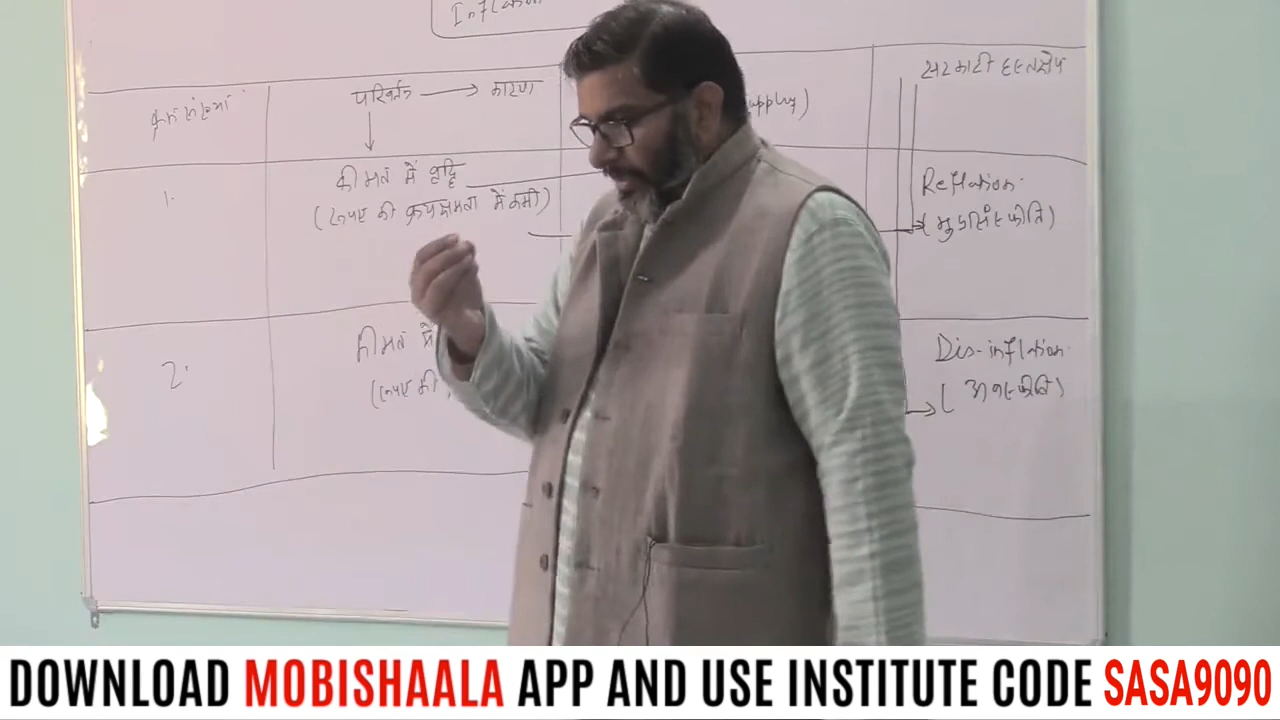 Inflation
क्रम संख्या
परिवर्तन → कारण
supply)
सरकारी हस्तक्षेप
1.
कीमत में वृद्धि
(रुपए की क्रयक्षमता में कमी)
Reflation
(मुद्रासंस्फीति)
2.
कीमत में
(रुपए की
Dis-inflation
(अवस्फीति)
DOWNLOAD MOBISHAALA APP AND USE INSTITUTE CODE SASA9090